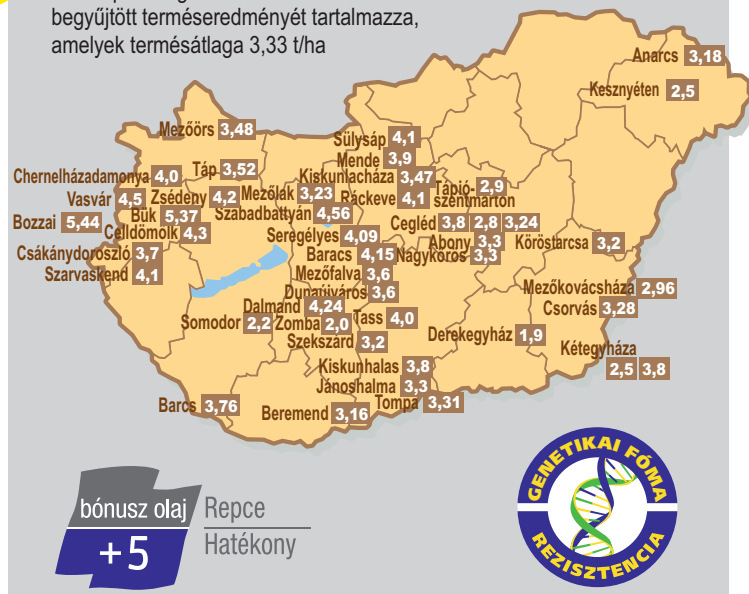 begyűjtött terméseredményét tartalmazza,
amelyek termésátlaga 3,33 t/ha
Anarcs 3,18
Kesznyéten 2,5
Mezőörs 3,48
Sülysáp 4,1
Mende 3,9
Táp 3,52
Kiskunlacháza 3,47
Chernelházadamonya 4,0
Tápió-
szentmárton 2,9
Vasvár 4,5
Zsédeny 4,2
Mezőlak 3,23
Ráckeve 4,1
Bozzai 5,44
Bük 5,37
Szabadbattyán 4,56
Cegléd 3,8 2,8 3,24
Celldömölk 4,3
Seregélyes 4,09
Abony 3,3
Köröstarcsa 3,2
Csákánydoroszló 3,7
Baracs 4,15
Nagykőrös 3,3
Szarvaskend 4,1
Mezőfalva 3,6
Dunaújváros 3,6
Mezőkovácsháza 2,96
Dalmand 4,24
Csorvás 3,28
Somodor 2,2
Zomba 2,0
Tass 4,0
Derekegyház 1,9
Szekszárd 3,2
Kétegyháza
2,5 3,8
Kiskunhalas 3,8
Jánoshalma 3,3
Barcs 3,76
Beremend 3,16
Tompa 3,31
bónusz olaj
+5
Repce
Hatékony
GENETIKAI FÓMA
REZISZTENCIA